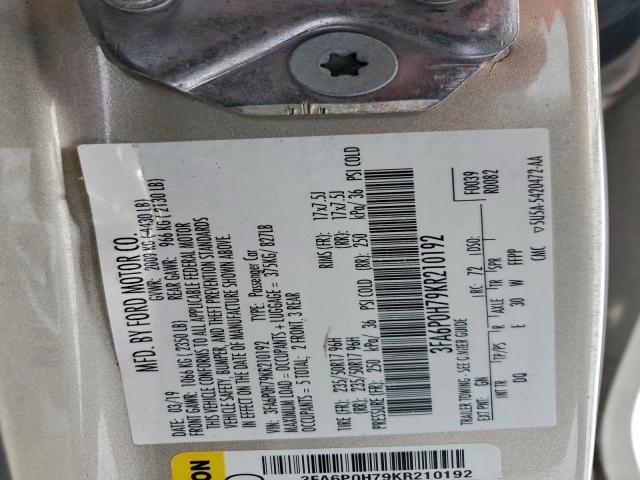 MFD. BY FORD MOTOR CO.
DATE: 03/19 GVWR: 2010 KG (4430 LB)
FRONT GAWR: 1066 KG (2350LB) REAR GAWR: 966 KG (2130 LB)
THIS VEHICLE CONFORMS TO ALL APPLICABLE FEDERAL MOTOR
VEHICLE SAFETY, BUMPER, AND THEFT PREVENTION STANDARDS
IN EFFECT ON THE DATE OF MANUFACTURE SHOWN ABOVE.
VIN: 3FA6P0H79KR210192 TYPE: Passenger Car
MAXIMUM LOAD = OCCUPANTS + LUGGAGE = 375KG/ 827LB
OCCUPANTS = 5 TOTAL, 2 FRONT, 3 REAR
TIRE (FR): 235/50R17 96H RIMS (FR): 17x7.5J
TIRE (RR): 235/50R17 96H RIMS (RR): 17x7.5J
PRESSURE (FR): 250 kPa/ 36 PSI COLD (RR): 250 kPa/ 36 PSI COLD
3FA6P0H79KR210192
TRAILER TOWING - SEE OWNER GUIDE F0039
EXT PNT: GN RC: 72 DSO: R0082
INT TR TP/PS R AXLE TR SPR
DQ E 30 W FFPP
▽5U5A-5420472-AA
3FA6P0H79KR210192